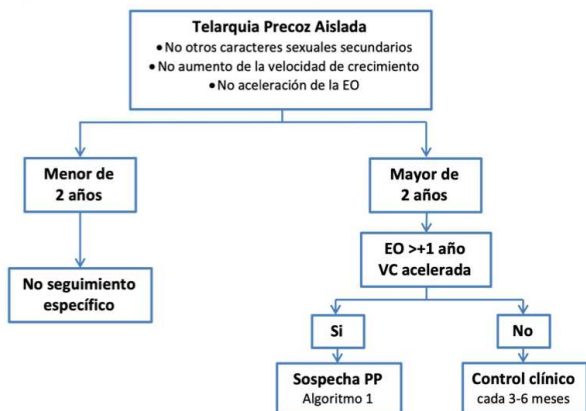 Telarquia Precoz Aislada
• No otros caracteres sexuales secundarios
• No aumento de la velocidad de crecimiento
• No aceleración de la EO
Menor de
2 años
Mayor de
2 años
No seguimiento
específico
EO >+1 año
VC acelerada
Si
No
Sospecha PP
Algoritmo 1
Control clínico
cada 3-6 meses